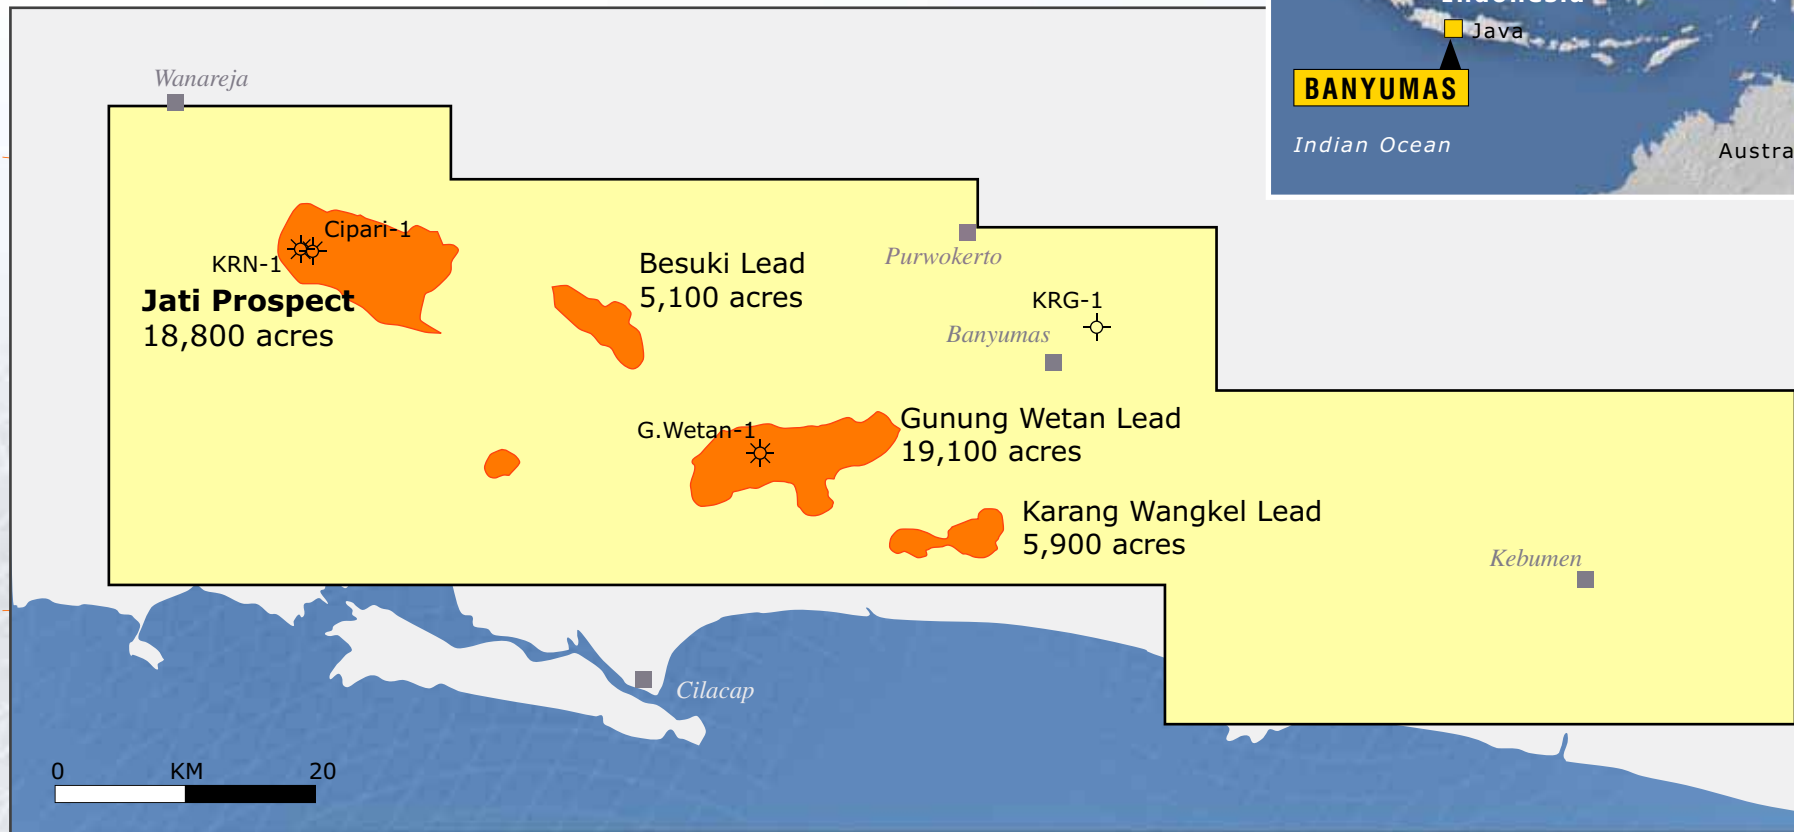 Indonesia
Java
BANYUMAS
Indian Ocean
Wanareja
Cipari-1
KRN-1
Jati Prospect
18,800 acres
Besuki Lead
5,100 acres
Purwokerto
KRG-1
Banyumas
G.Wetan-1
Gunung Wetan Lead
19,100 acres
Karang Wangkel Lead
5,900 acres
Kebumen
Cilacap
0 KM 20